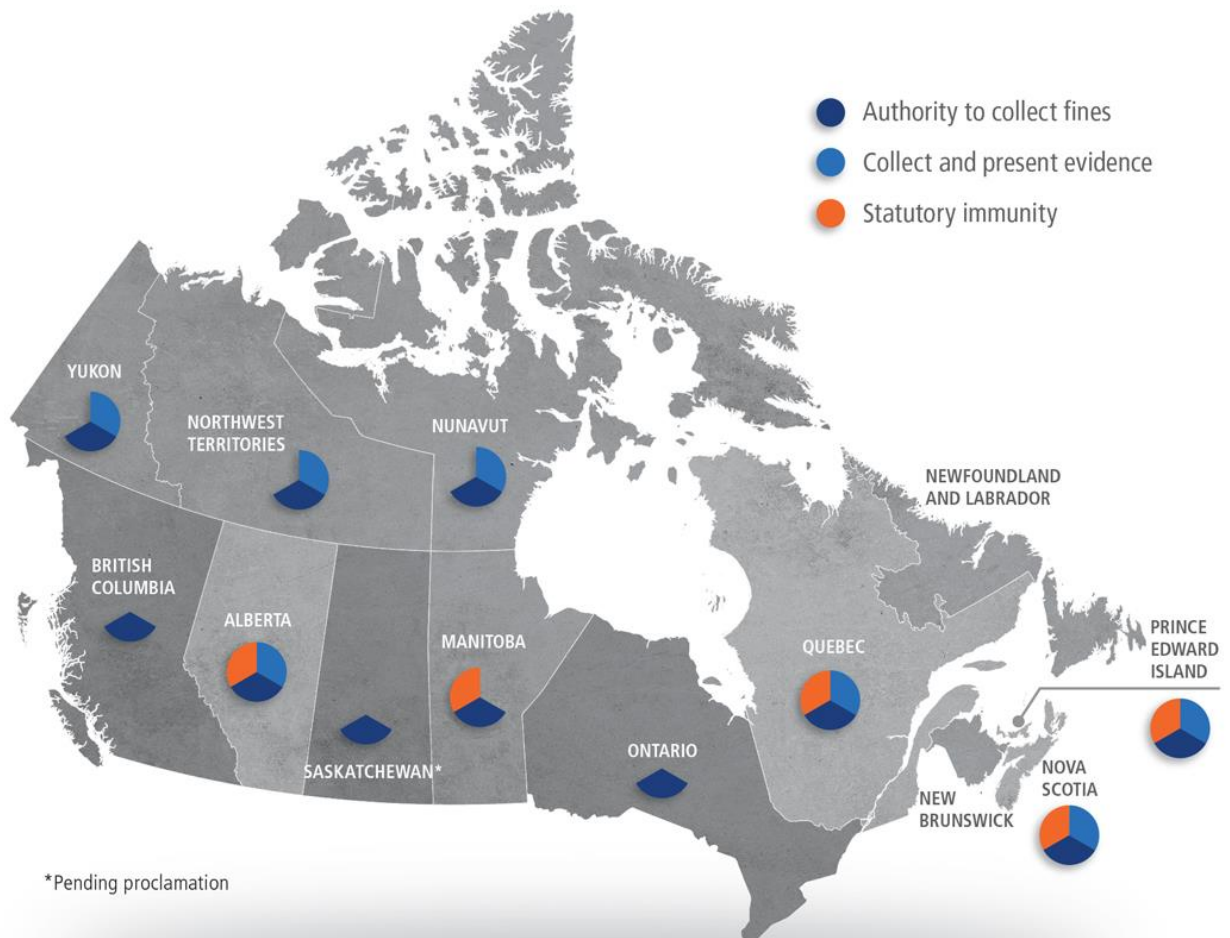 Authority to collect fines
Collect and present evidence
Statutory immunity
YUKON
NORTHWEST
TERRITORIES
NUNAVUT
NEWFOUNDLAND
AND LABRADOR
BRITISH
COLUMBIA
ALBERTA
MANITOBA
QUEBEC
PRINCE
EDWARD
ISLAND
SASKATCHEWAN*
ONTARIO
NOVA
SCOTIA
NEW
BRUNSWICK
*Pending proclamation